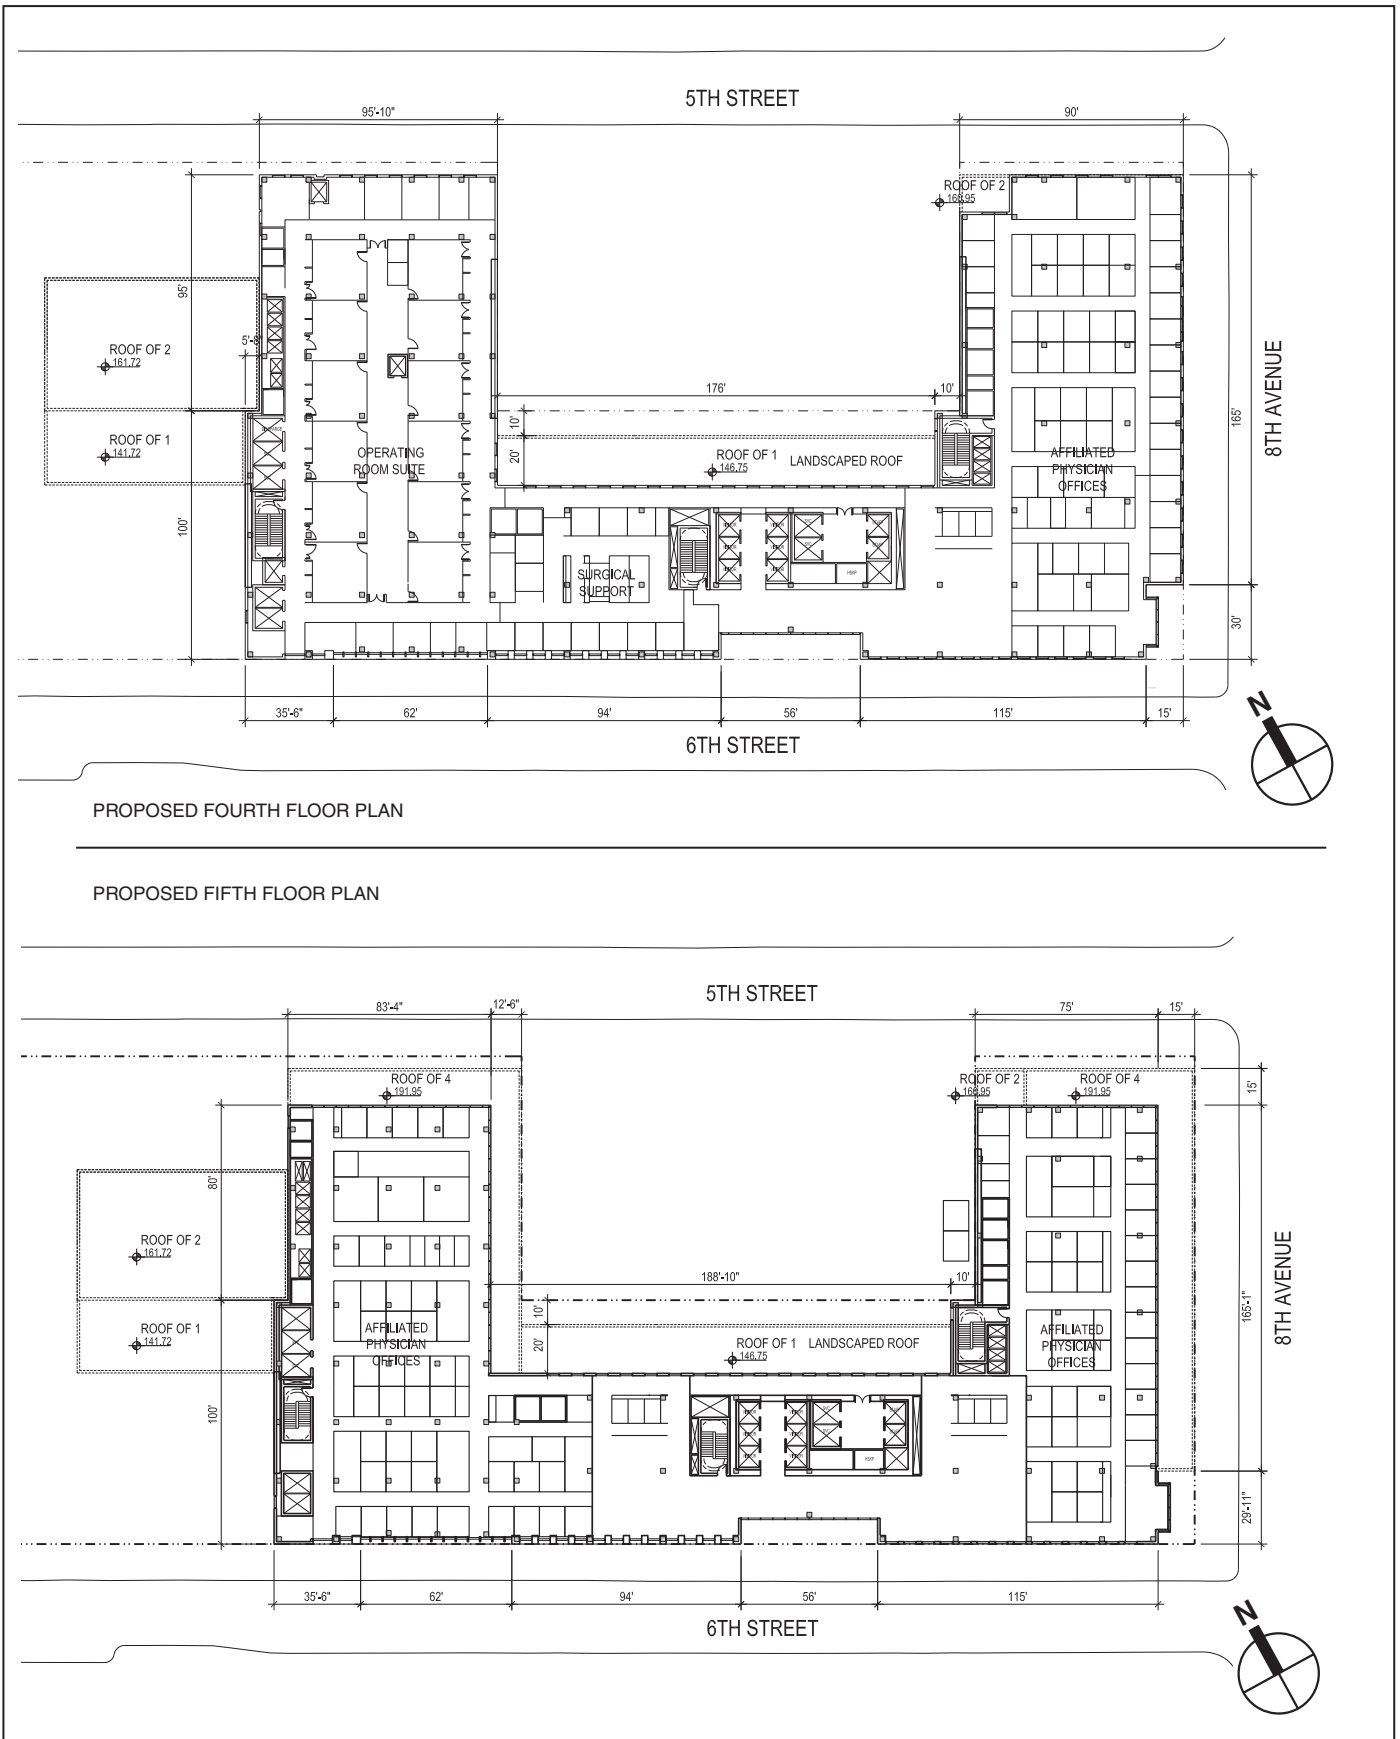 5TH STREET
95'-10"
90'
ROOF OF 2
95'
5'-8"
ROOF OF 2
161.72
176'
10'
165'
8TH AVENUE
10'
20'
ROOF OF 1
141.72
OPERATING
ROOM SUITE
ROOF OF 1
146.75
LANDSCAPED ROOF
AFFILIATED
PHYSICIAN
OFFICES
100'
SURGICAL
SUPPORT
HSKP
30'
35'-6"
62'
94'
56'
115'
15'
N
6TH STREET
PROPOSED FOURTH FLOOR PLAN
PROPOSED FIFTH FLOOR PLAN
5TH STREET
83'-4"
12'-6"
75'
15'
ROOF OF 4
191.95
ROOF OF 2
ROOF OF 4
191.95
15'
80'
ROOF OF 2
161.72
188'-10"
10'
165'-1"
8TH AVENUE
10'
20'
ROOF OF 1
141.72
AFFILIATED
PHYSICIAN
OFFICES
ROOF OF 1
146.75
LANDSCAPED ROOF
AFFILIATED
PHYSICIAN
OFFICES
100'
HSKP
29'-11"
35'-6"
62'
94'
56'
115'
N
6TH STREET